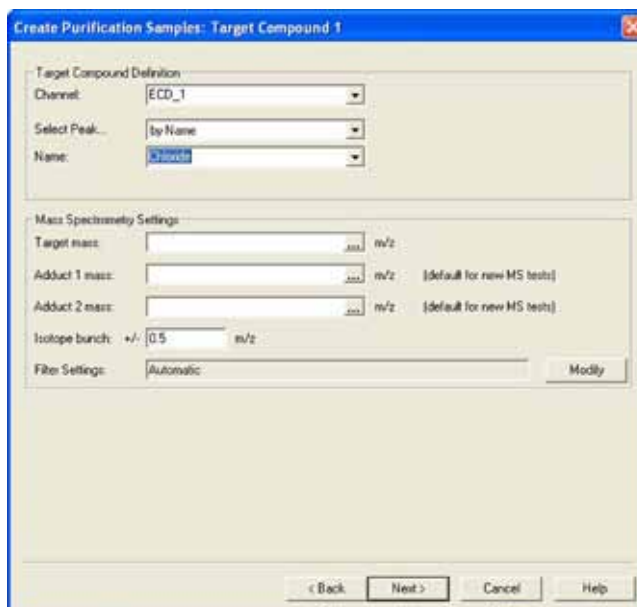 Create Purification Samples: Target Compound 1
Target Compound Definition
Channel: ECD_1
Select Peak... by Name
Name: Chloride
Mass Spectrometry Settings
Target mass: ... m/z
Adduct 1 mass: ... m/z (default for new MS tests)
Adduct 2 mass: ... m/z (default for new MS tests)
Isotope bunch: +/- 0.5 m/z
Filter Settings: Automatic Modify
< Back Next > Cancel Help